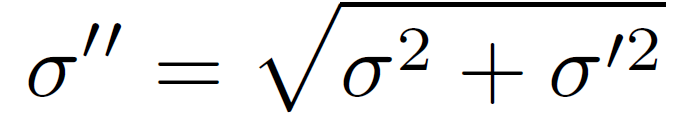 σ′′ = √σ² + σ′²